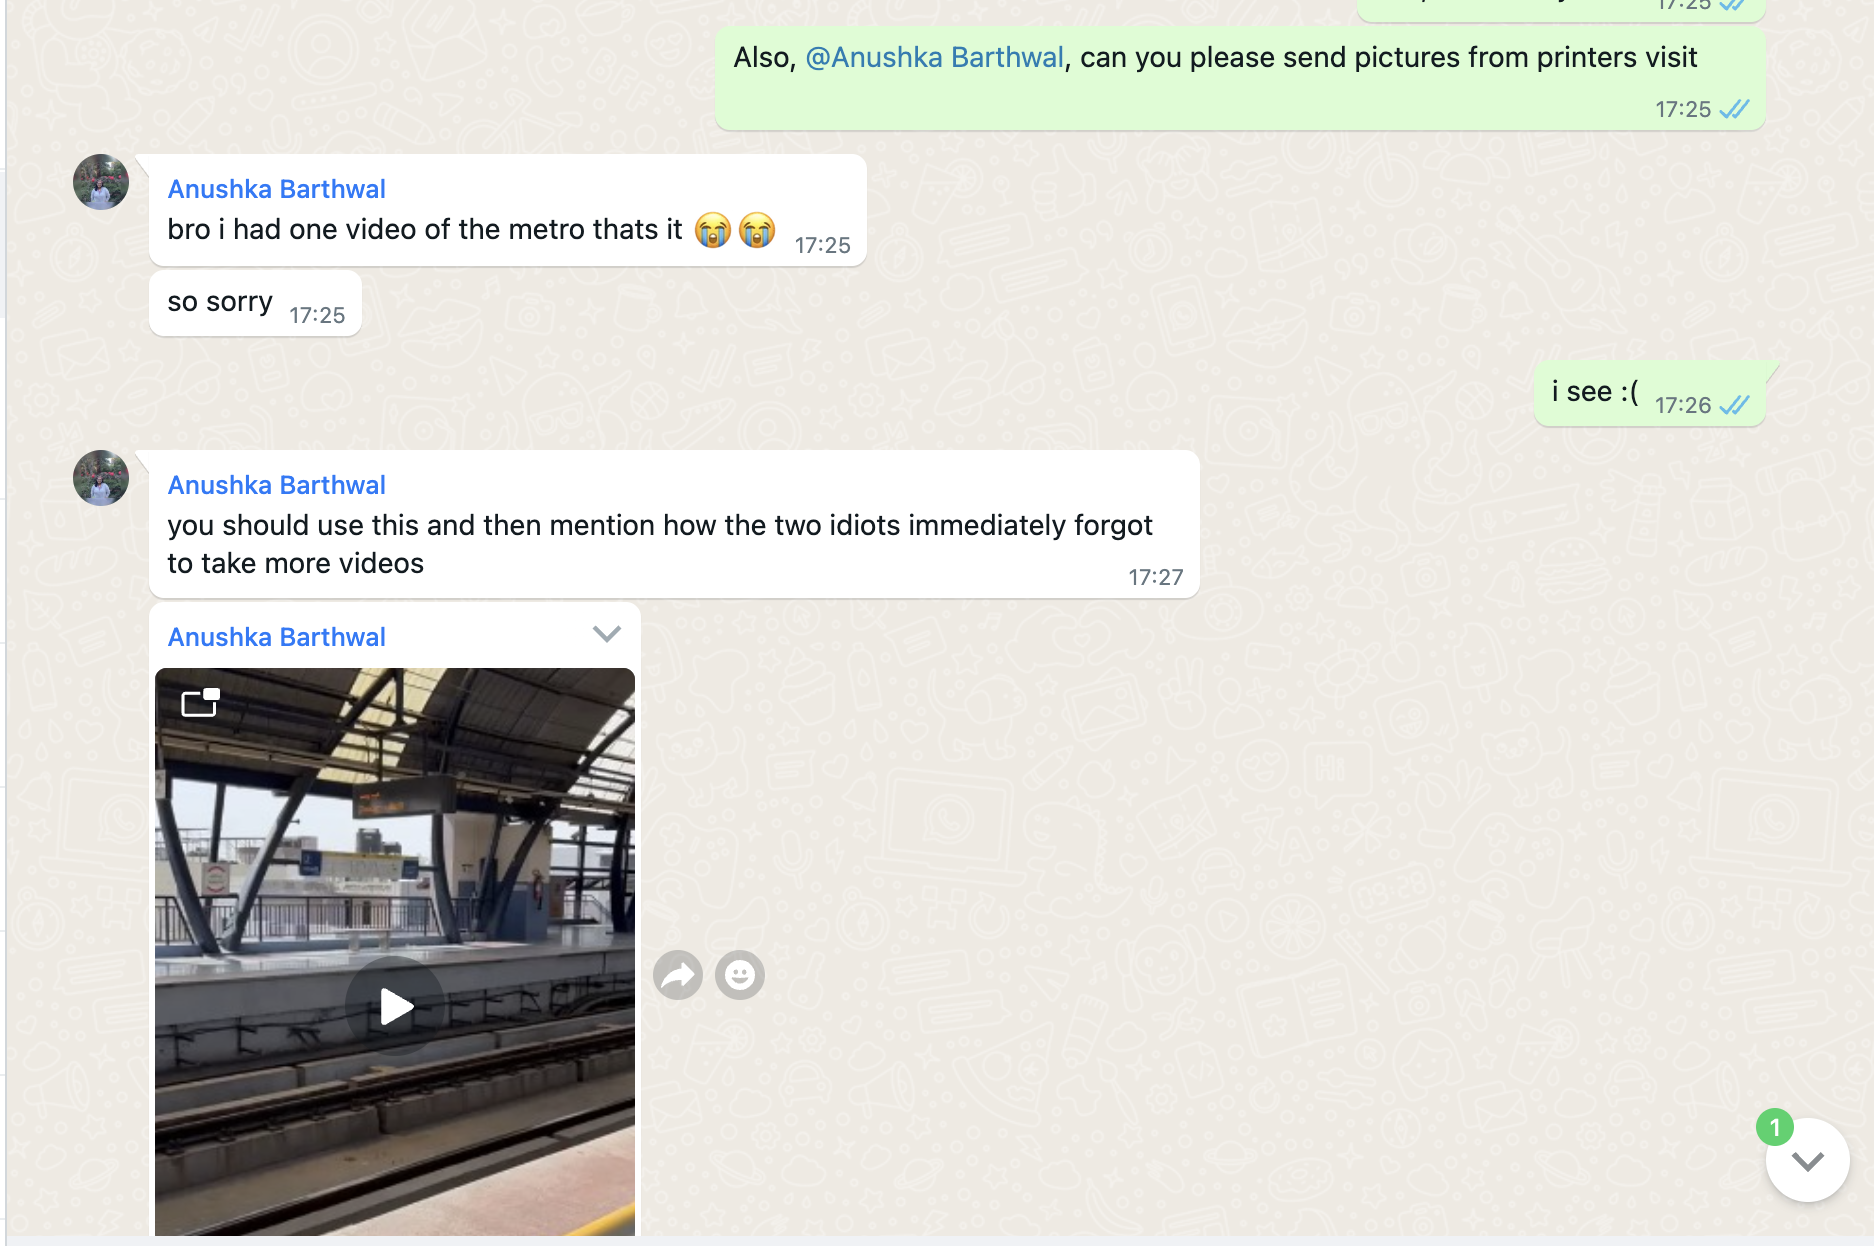 17:25
Also, @Anushka Barthwal, can you please send pictures from printers visit
17:25
Anushka Barthwal
bro i had one video of the metro thats it 😭😭
17:25
so sorry
17:25
i see :(
17:26
Anushka Barthwal
you should use this and then mention how the two idiots immediately forgot
to take more videos
17:27
Anushka Barthwal
1